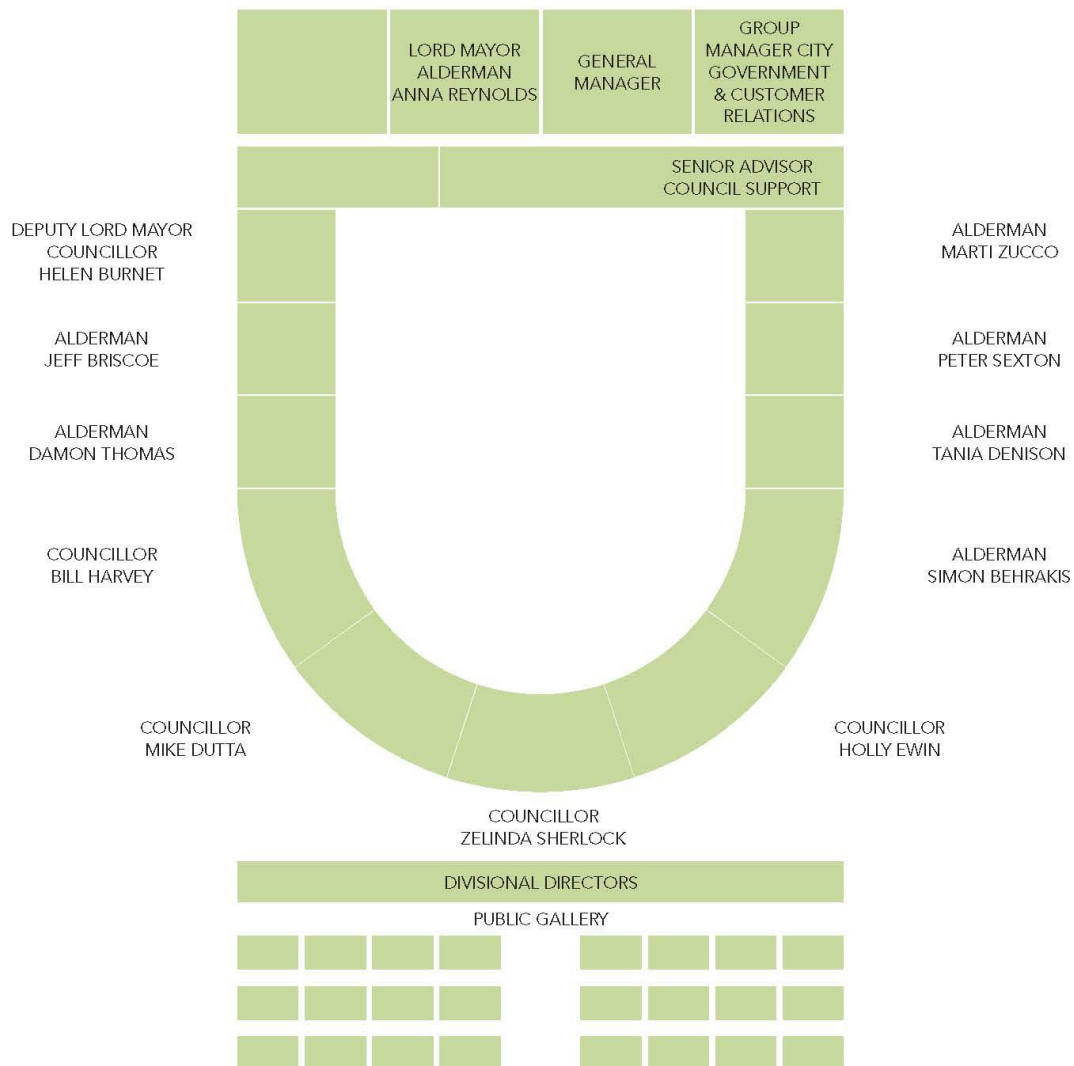 LORD MAYOR
ALDERMAN
ANNA REYNOLDS
GENERAL
MANAGER
GROUP
MANAGER CITY
GOVERNMENT
& CUSTOMER
RELATIONS
SENIOR ADVISOR
COUNCIL SUPPORT
DEPUTY LORD MAYOR
COUNCILLOR
HELEN BURNET
ALDERMAN
MARTI ZUCCO
ALDERMAN
JEFF BRISCOE
ALDERMAN
PETER SEXTON
ALDERMAN
DAMON THOMAS
ALDERMAN
TANIA DENISON
COUNCILLOR
BILL HARVEY
ALDERMAN
SIMON BEHRAKIS
COUNCILLOR
MIKE DUTTA
COUNCILLOR
HOLLY EWIN
COUNCILLOR
ZELINDA SHERLOCK
DIVISIONAL DIRECTORS
PUBLIC GALLERY